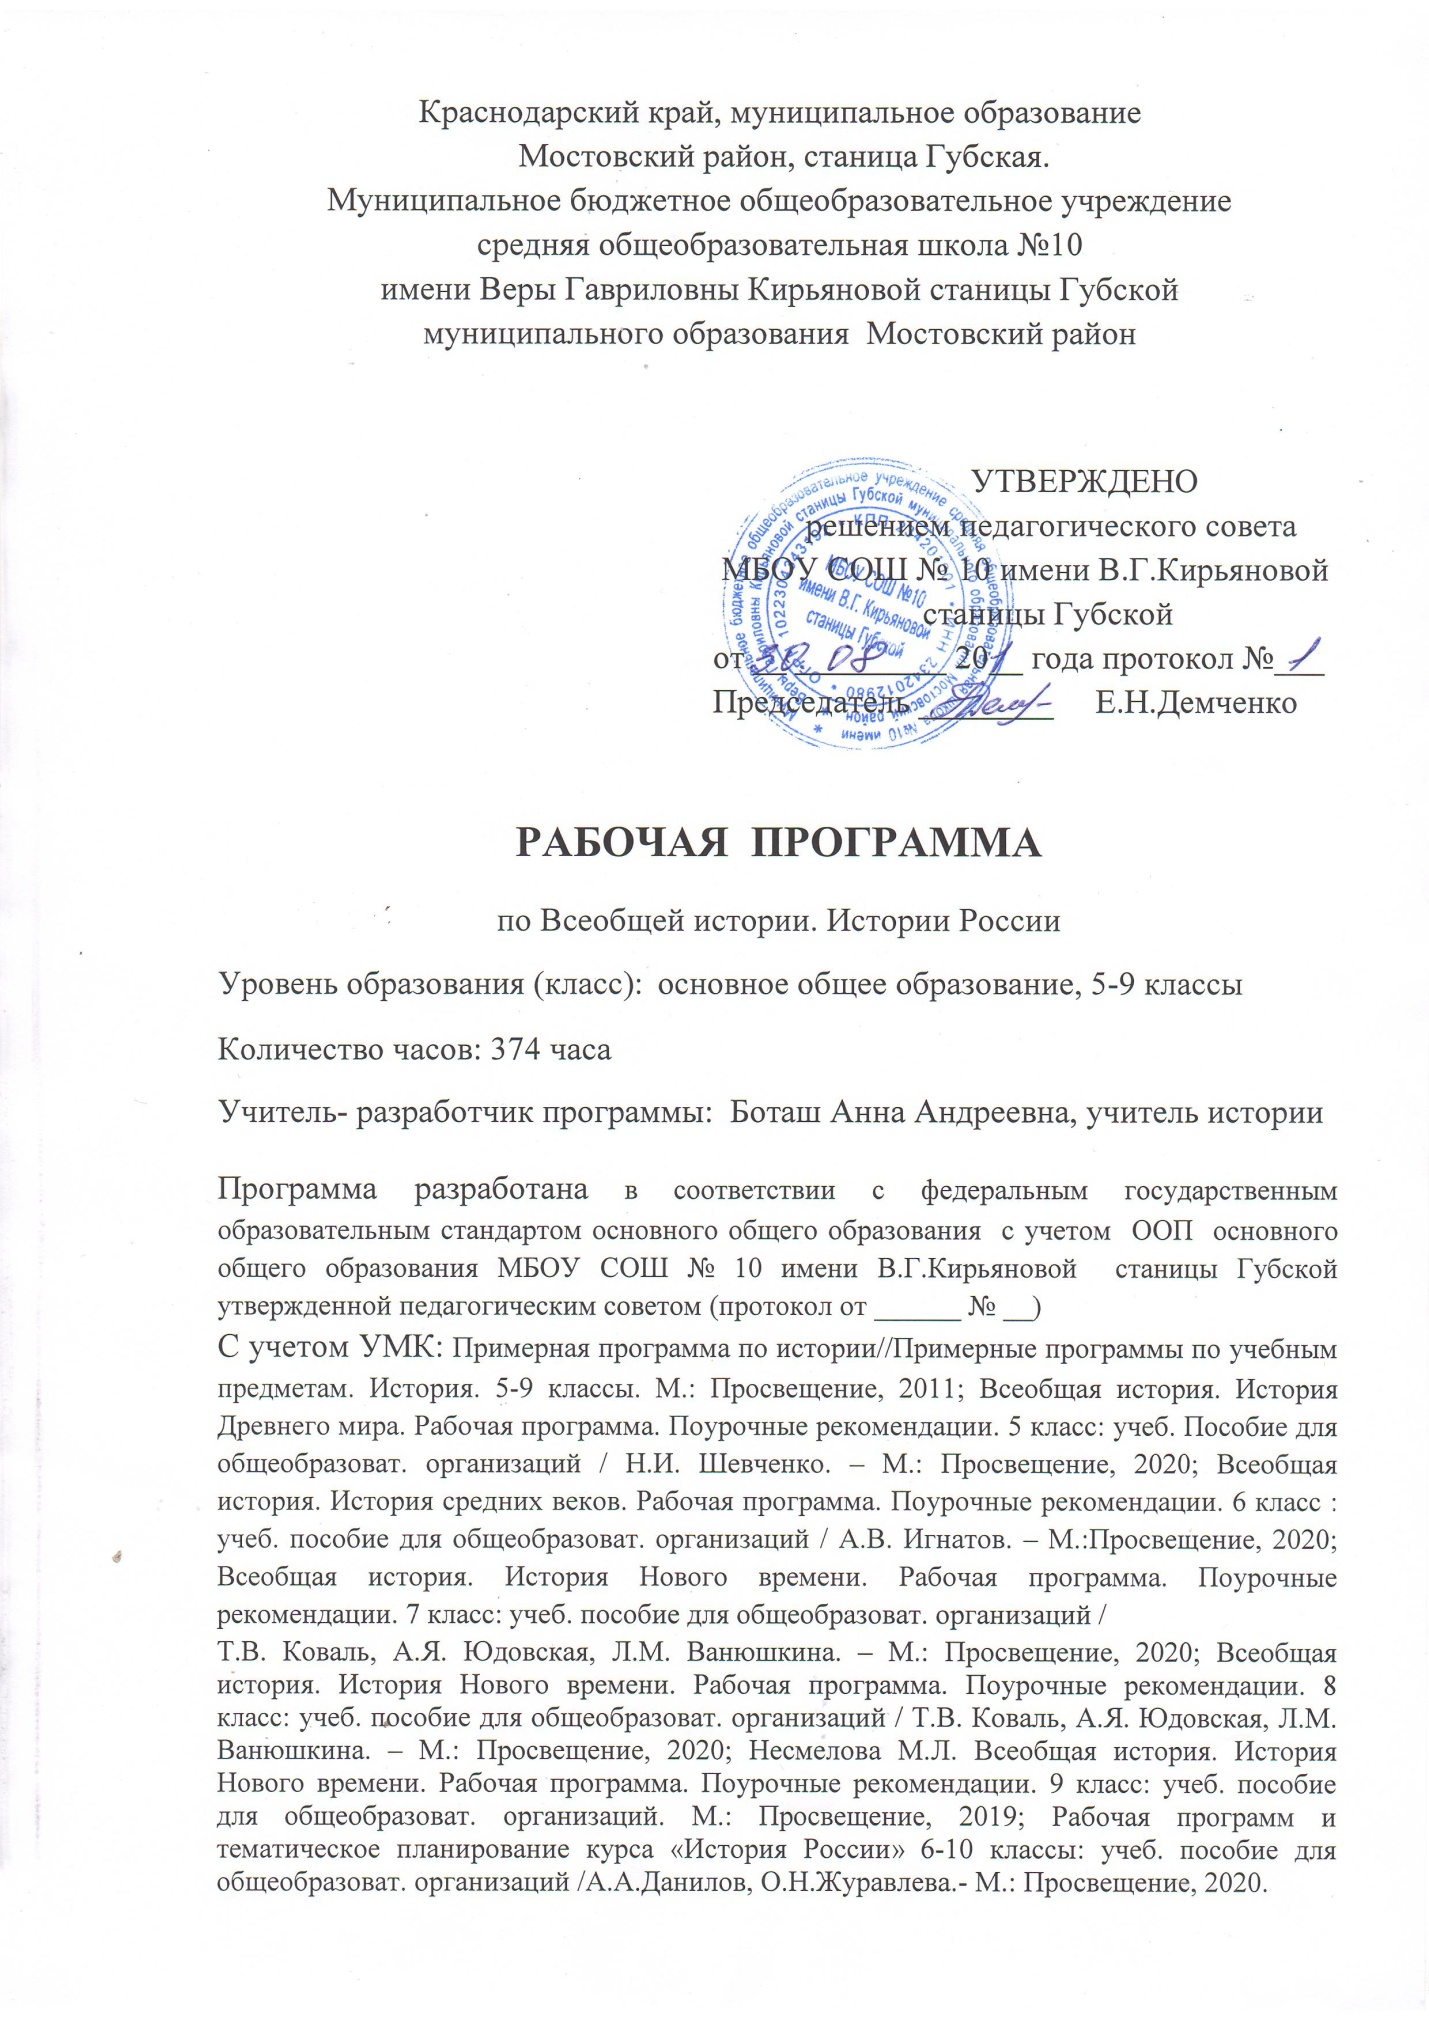 Краснодарский край, муниципальное образование
Мостовский район, станица Губская.
Муниципальное бюджетное общеобразовательное учреждение
средняя общеобразовательная школа №10
имени Веры Гавриловны Кирьяновой станицы Губской
муниципального образования  Мостовский район
УТВЕРЖДЕНО
решением педагогического совета
МБОУ СОШ № 10 имени В.Г.Кирьяновой
станицы Губской
от 30 08 20 1 года протокол № 1
Председатель ________ Е.Н.Демченко
МБОУ СОШ №10
имени В.Г. Кирьяновой
станицы Губской
РАБОЧАЯ  ПРОГРАММА
по Всеобщей истории. Истории России
Уровень образования (класс):  основное общее образование, 5-9 классы
Количество часов: 374 часа
Учитель- разработчик программы:  Боташ Анна Андреевна, учитель истории
Программа разработана в соответствии с федеральным государственным
образовательным стандартом основного общего образования  с учетом  ООП  основного
общего образования МБОУ СОШ № 10 имени В.Г.Кирьяновой  станицы Губской
утвержденной педагогическим советом (протокол от ______ № __)
С учетом УМК: Примерная программа по истории//Примерные программы по учебным
предметам. История. 5-9 классы. М.: Просвещение, 2011; Всеобщая история. История
Древнего мира. Рабочая программа. Поурочные рекомендации. 5 класс: учеб. Пособие для
общеобразоват. организаций / Н.И. Шевченко. – М.: Просвещение, 2020; Всеобщая
история. История средних веков. Рабочая программа. Поурочные рекомендации. 6 класс :
учеб. пособие для общеобразоват. организаций / А.В. Игнатов. – М.:Просвещение, 2020;
Всеобщая история. История Нового времени. Рабочая программа. Поурочные
рекомендации. 7 класс: учеб. пособие для общеобразоват. организаций /
Т.В. Коваль, А.Я. Юдовская, Л.М. Ванюшкина. – М.: Просвещение, 2020; Всеобщая
история. История Нового времени. Рабочая программа. Поурочные рекомендации. 8
класс: учеб. пособие для общеобразоват. организаций / Т.В. Коваль, А.Я. Юдовская, Л.М.
Ванюшкина. – М.: Просвещение, 2020; Несмелова М.Л. Всеобщая история. История
Нового времени. Рабочая программа. Поурочные рекомендации. 9 класс: учеб. пособие
для общеобразоват. организаций. М.: Просвещение, 2019; Рабочая программ и
тематическое планирование курса «История России» 6-10 классы: учеб. пособие для
общеобразоват. организаций /А.А.Данилов, О.Н.Журавлева.- М.: Просвещение, 2020.